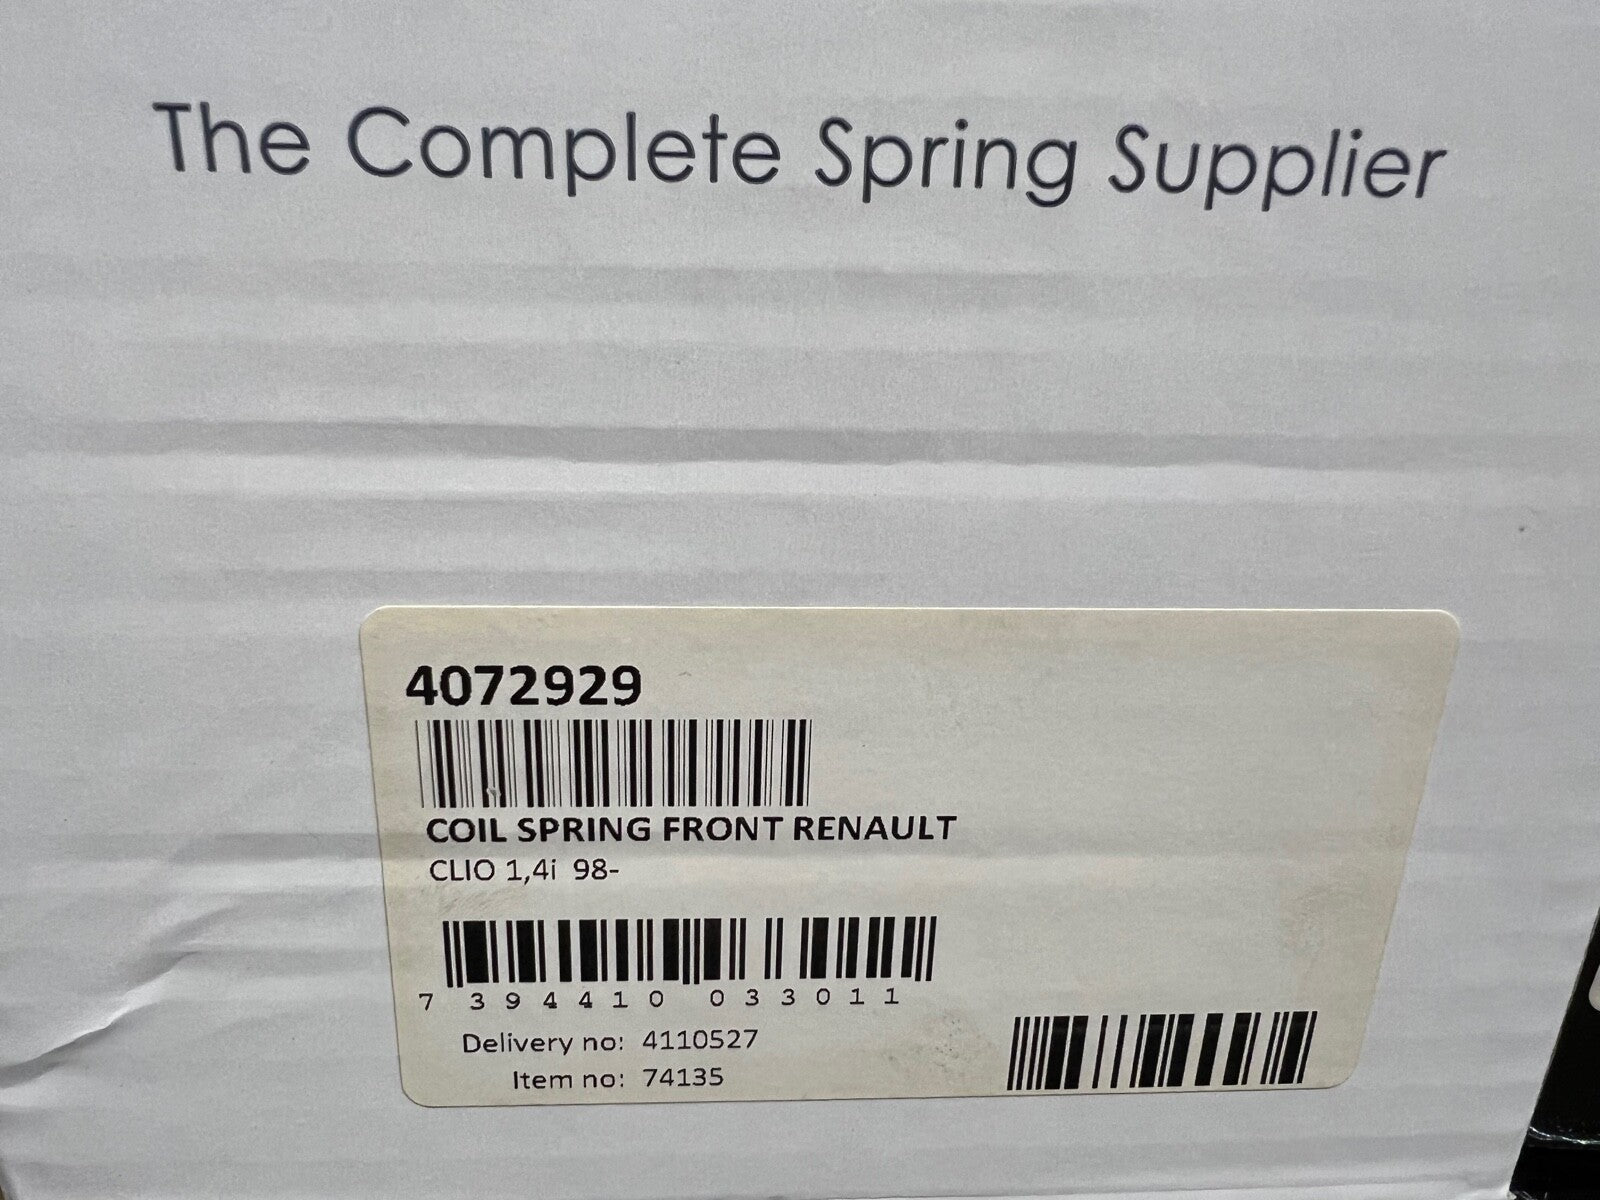 The Complete Spring Supplier
4072929
COIL SPRING FRONT RENAULT
CLIO 1,4i 98-
7 394410 033011
Delivery no: 4110527
Item no: 74135